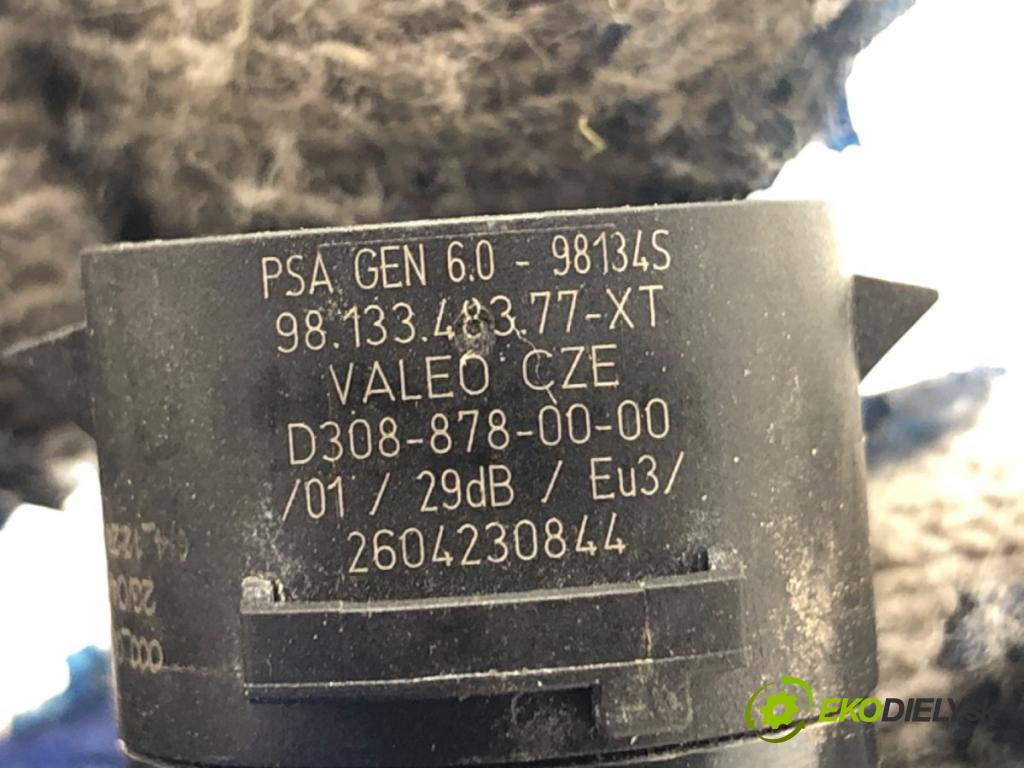 PSA GEN 6.0 - 98134S
98.133.483.77-XT
VALEO CZE
D308-878-00-00
/01 / 29dB / Eu3/
2604230844
EKODIELY